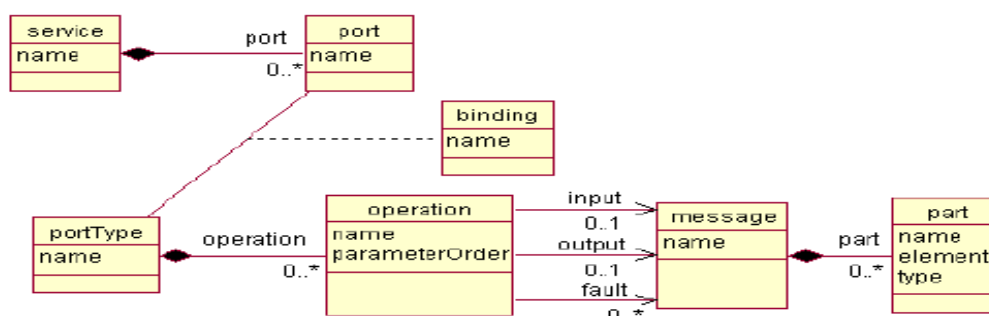 service
name
port
0..*
port
name
binding
name
portType
name
operation
0..*
operation
name
parameterOrder
input
0..1
output
0..1
fault
0..*
message
name
part
0..*
part
name
element
type